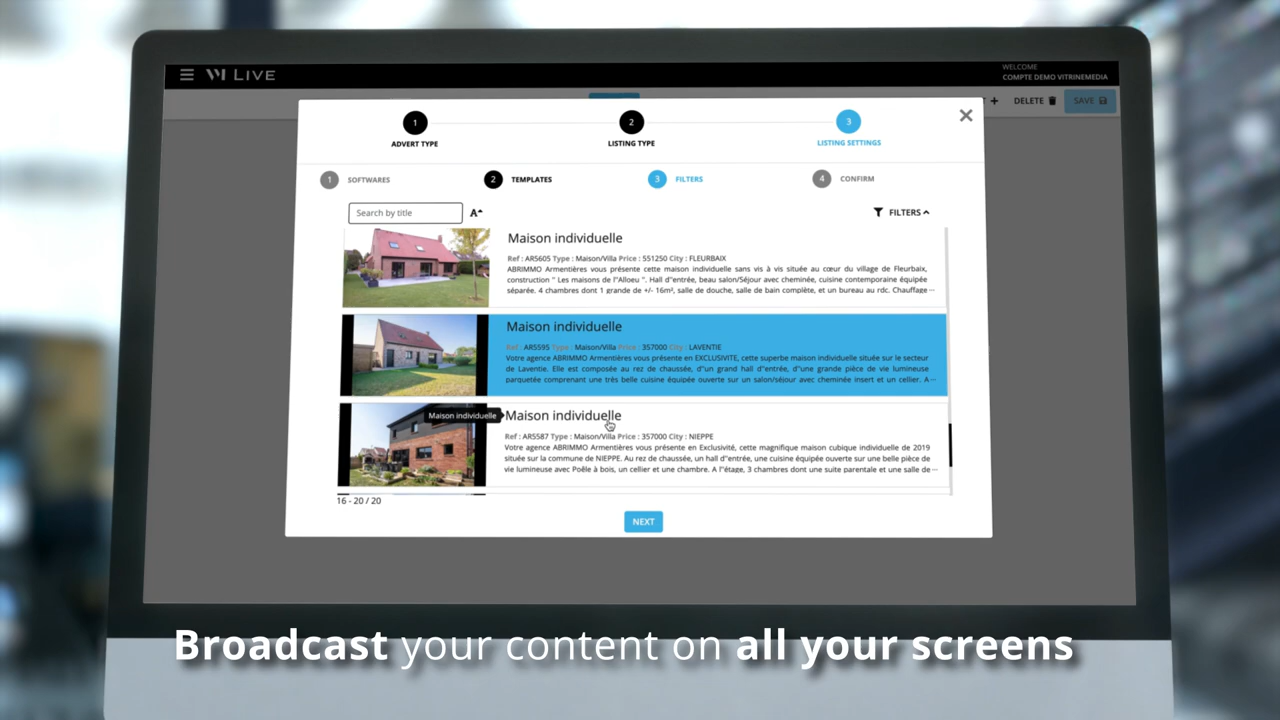 VM LIVE
WELCOME
COMPTE DEMO VITRINEMEDIA
DELETE
SAVE
1
2
3
ADVERT TYPE
LISTING TYPE
LISTING SETTINGS
1 SOFTWARES
2 TEMPLATES
3 FILTERS
4 CONFIRM
Search by title
A
FILTERS
Maison individuelle
Ref : AR5605 Type : Maison/Villa Price : 551250 City : FLEURBAIX
ABRIMMO Armentières vous présente cette maison individuelle sans vis à vis située au cœur du village de Fleurbaix,
construction " Les maisons de l"Alloeu ". Hall d"entrée, beau salon/Séjour avec cheminée, cuisine contemporaine équipée
séparée. 4 chambres dont 1 grande de +/- 16m², salle de douche, salle de bain complète, et un bureau au rdc. Chauffage ···
Maison individuelle
Ref : AR5595 Type : Maison/Villa Price : 357000 City : LAVENTIE
Votre agence ABRIMMO Armentières vous présente en EXCLUSIVITE, cette superbe maison individuelle située sur le secteur
de Laventie. Elle est composée au rez de chaussée, d"un grand hall d"entrée, d"une grande pièce de vie lumineuse
parquetée comprenant une très belle cuisine équipée ouverte sur un salon/séjour avec cheminée insert et un cellier. A ···
Maison individuelle
Maison individuelle
Ref : AR5587 Type : Maison/Villa Price : 357000 City : NIEPPE
Votre agence ABRIMMO Armentières vous présente en Exclusivité, cette magnifique maison cubique individuelle de 2019
située sur la commune de NIEPPE. Au rez de chaussée, un hall d"entrée, une cuisine équipée ouverte sur une belle pièce de
vie lumineuse avec Poêle à bois, un cellier et une chambre. A l"étage, 3 chambres dont une suite parentale et une salle de ···
16 - 20 / 20
NEXT
Broadcast your content on all your screens